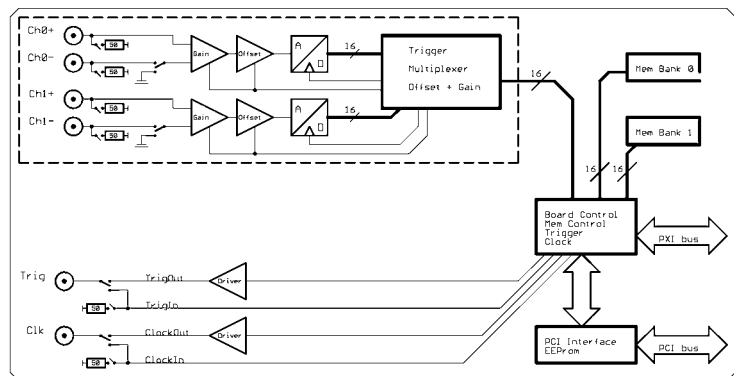 Ch0+
50
Ch0-
50
Gain
Offset
A
D
16
Trigger
Multiplexer
Offset + Gain
16
Mem Bank 0
Ch1+
50
Ch1-
50
Gain
Offset
A
D
16
Mem Bank 1
16
16
Board Control
Mem Control
Trigger
Clock
PXI bus
Trig
TrigOut
Driver
50
TrigIn
Clk
ClockOut
Driver
50
ClockIn
PCI Interface
EEProm
PCI bus